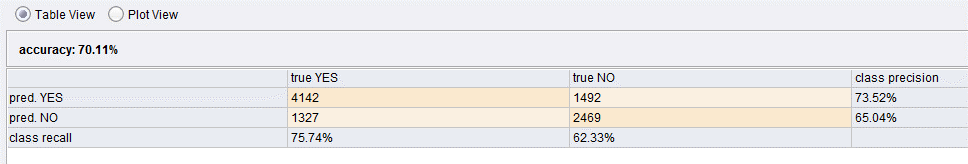 Table View Plot View
accuracy: 70.11%
true YES true NO class precision
pred. YES 4142 1492 73.52%
pred. NO 1327 2469 65.04%
class recall 75.74% 62.33%